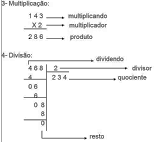 3- Multiplicação:
1 4 3 multiplicando
X 2 multiplicador
2 8 6 produto
4- Divisão:
dividendo
4 6 8 2 divisor
4 2 3 4 quociente
0 6
6
0 8
8
0
resto